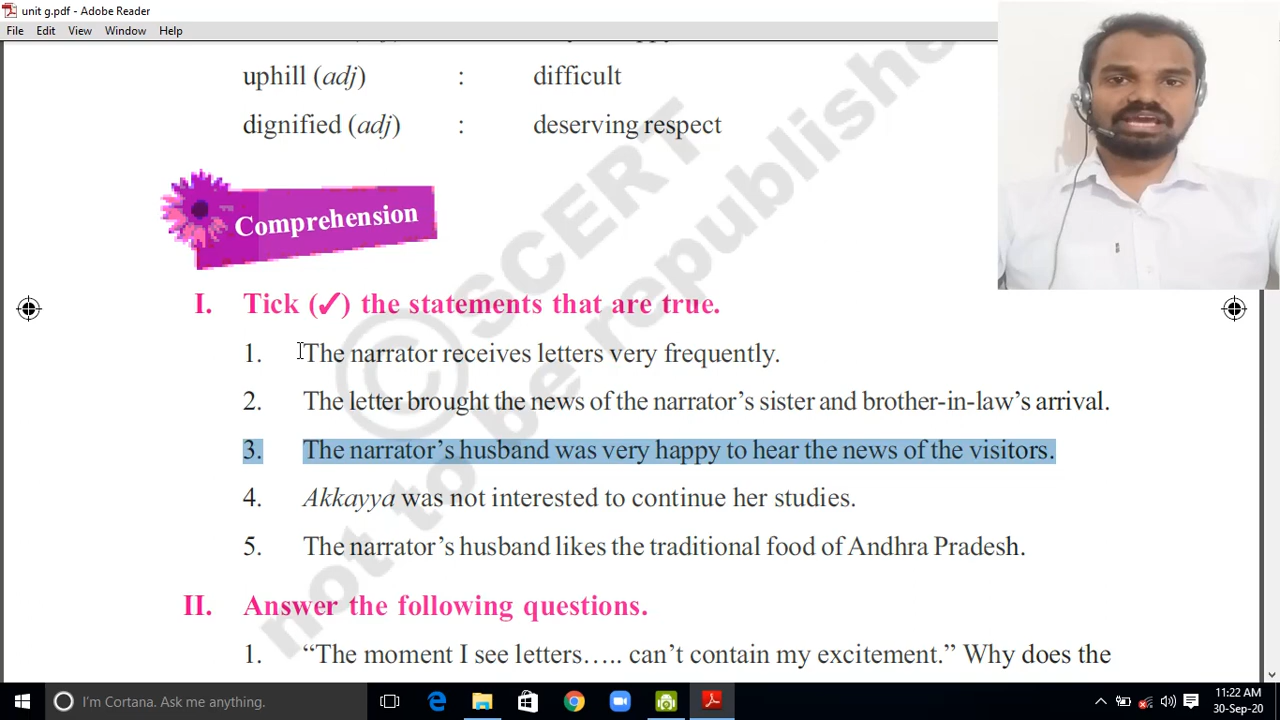 unit g.pdf - Adobe Reader
File Edit View Window Help
uphill (adj) : difficult
dignified (adj) : deserving respect
Comprehension
I. Tick (✓) the statements that are true.
1. The narrator receives letters very frequently.
2. The letter brought the news of the narrator's sister and brother-in-law's arrival.
3. The narrator's husband was very happy to hear the news of the visitors.
4. Akkayya was not interested to continue her studies.
5. The narrator's husband likes the traditional food of Andhra Pradesh.
II. Answer the following questions.
1. “The moment I see letters….. can't contain my excitement.” Why does the
©SCERT
not to be republishe
I'm Cortana. Ask me anything.
11:22 AM
30-Sep-20